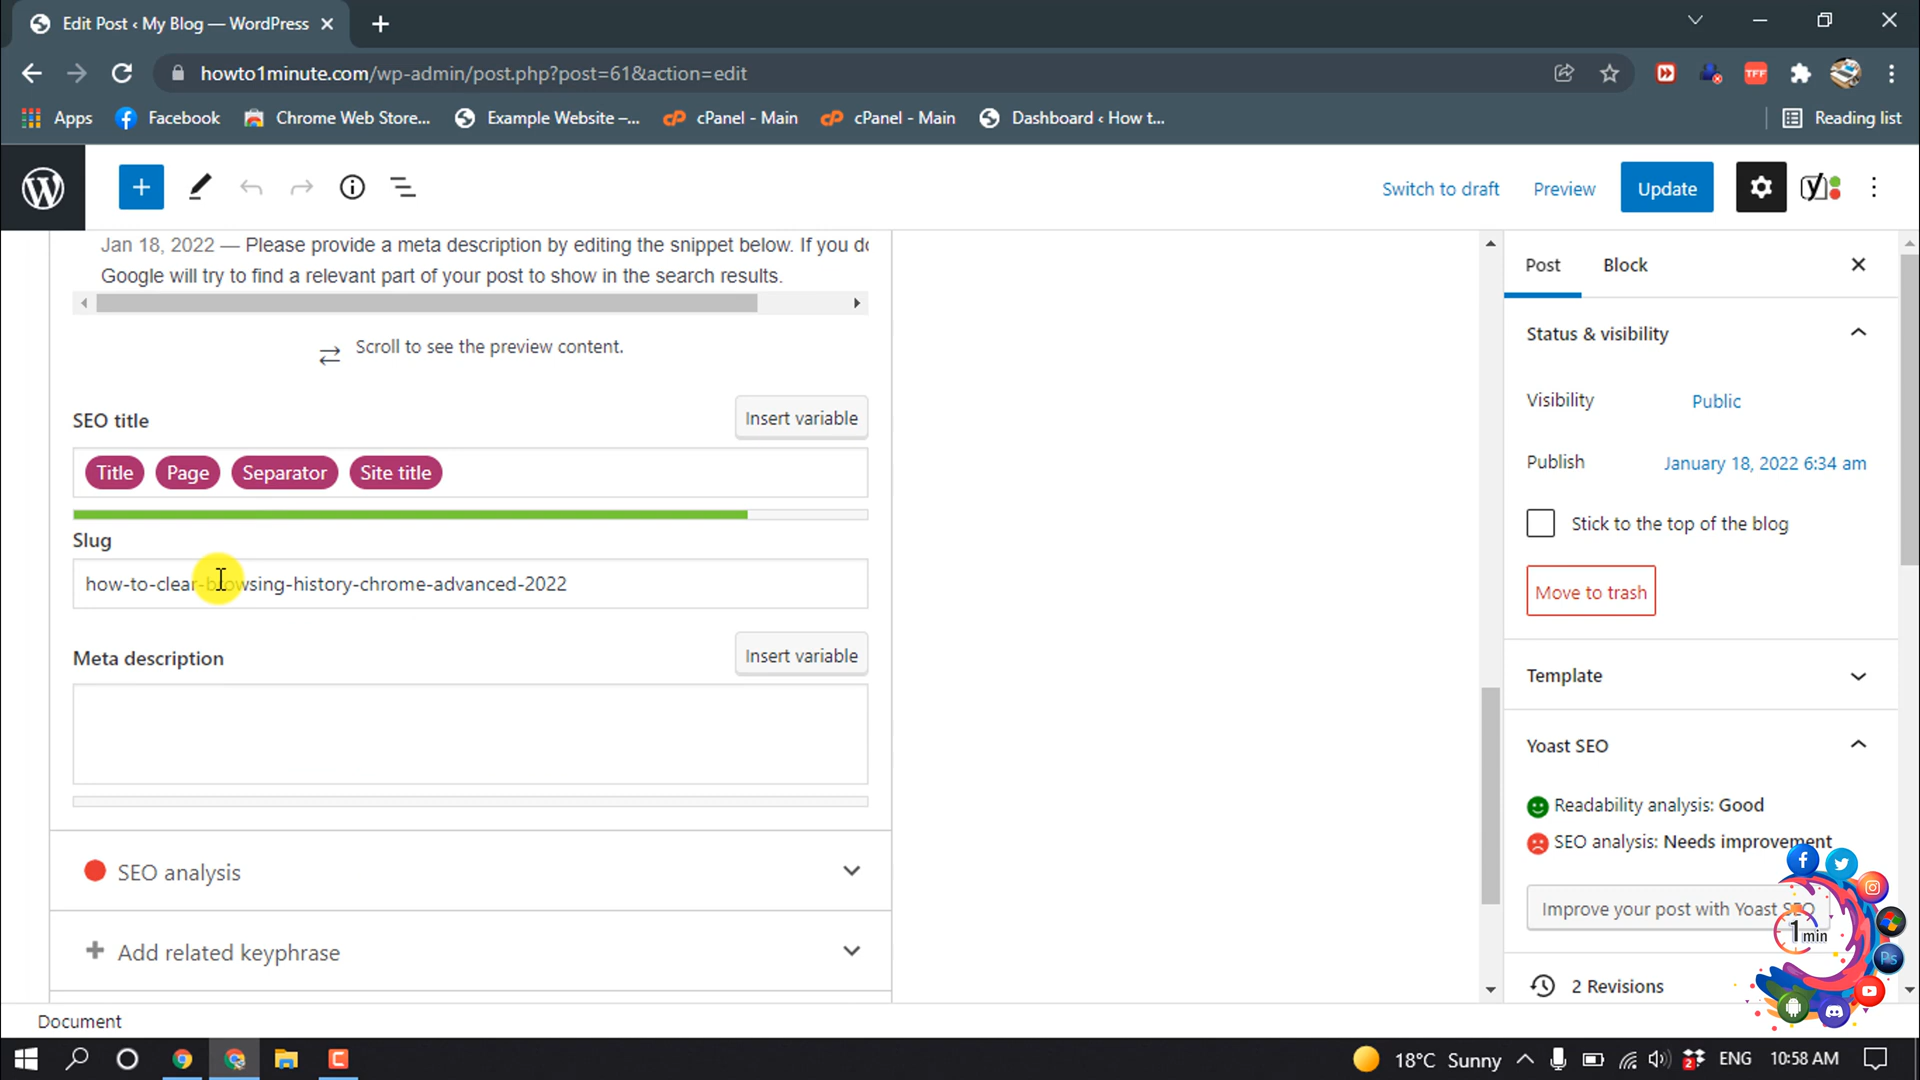 Edit Post ‹ My Blog — WordPress
howto1minute.com/wp-admin/post.php?post=61&action=edit
TFF
Apps
Facebook
Chrome Web Store...
Example Website –...
cPanel - Main
cPanel - Main
Dashboard ‹ How t...
Reading list
Switch to draft
Preview
Update
Jan 18, 2022 — Please provide a meta description by editing the snippet below. If you do
Google will try to find a relevant part of your post to show in the search results.
Scroll to see the preview content.
SEO title
Insert variable
Title Page Separator Site title
Slug
how-to-clear-browsing-history-chrome-advanced-2022
Meta description
Insert variable
SEO analysis
Add related keyphrase
Document
Post
Block
Status & visibility
Visibility
Public
Publish
January 18, 2022 6:34 am
Stick to the top of the blog
Move to trash
Template
Yoast SEO
Readability analysis: Good
SEO analysis: Needs improvement
Improve your post with Yoast SEO
2 Revisions
1 min
Ps
18°C Sunny
2
ENG
10:58 AM